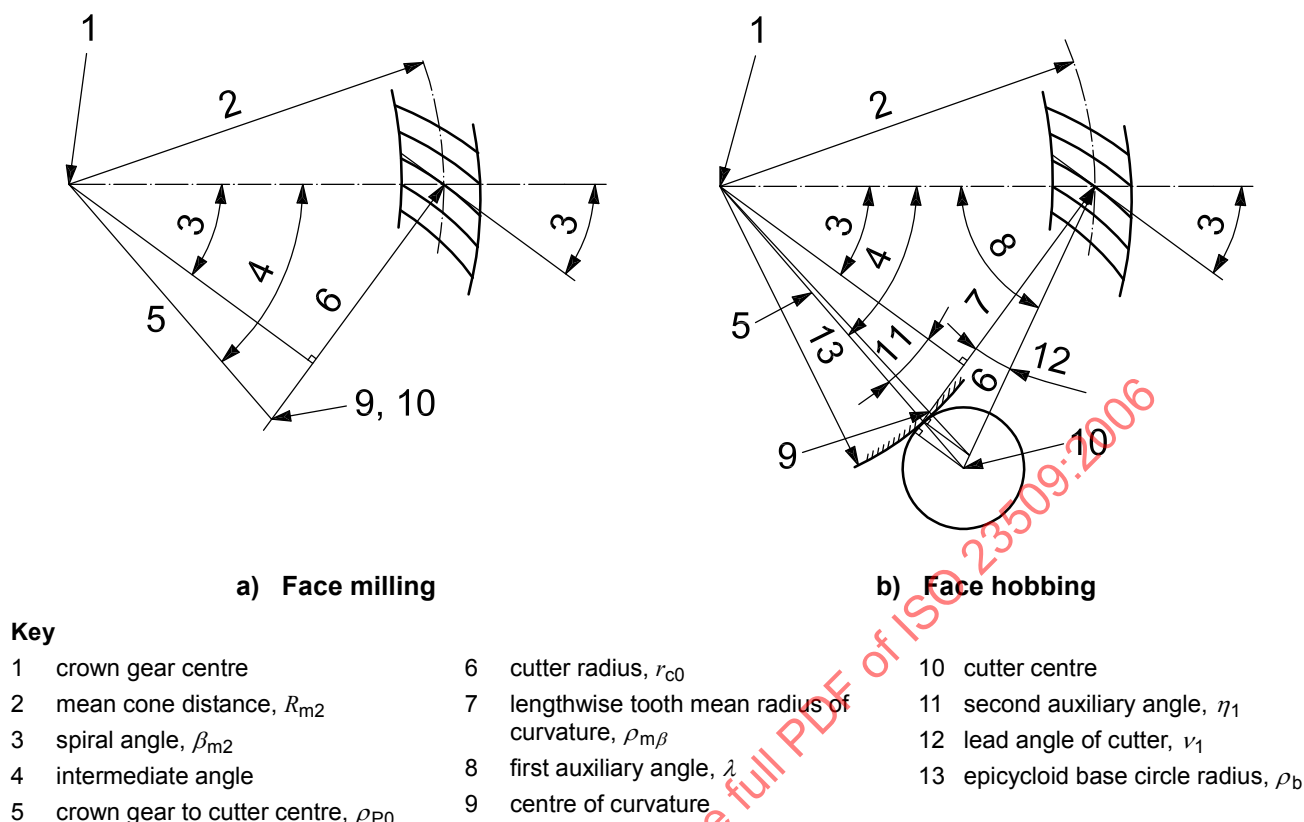 1
2
3
3
4
5
6
9, 10
1
2
3
3
4
5
6
7
8
9
10
11
12
13
a) Face milling
b) Face hobbing
Key
1 crown gear centre
2 mean cone distance, Rm2
3 spiral angle, βm2
4 intermediate angle
5 crown gear to cutter centre, ρP0
6 cutter radius, rc0
7 lengthwise tooth mean radius of
curvature, ρmβ
8 first auxiliary angle, λ
9 centre of curvature
10 cutter centre
11 second auxiliary angle, η1
12 lead angle of cutter, ν1
13 epicycloid base circle radius, ρb
e full PDF of ISO 23509:2006